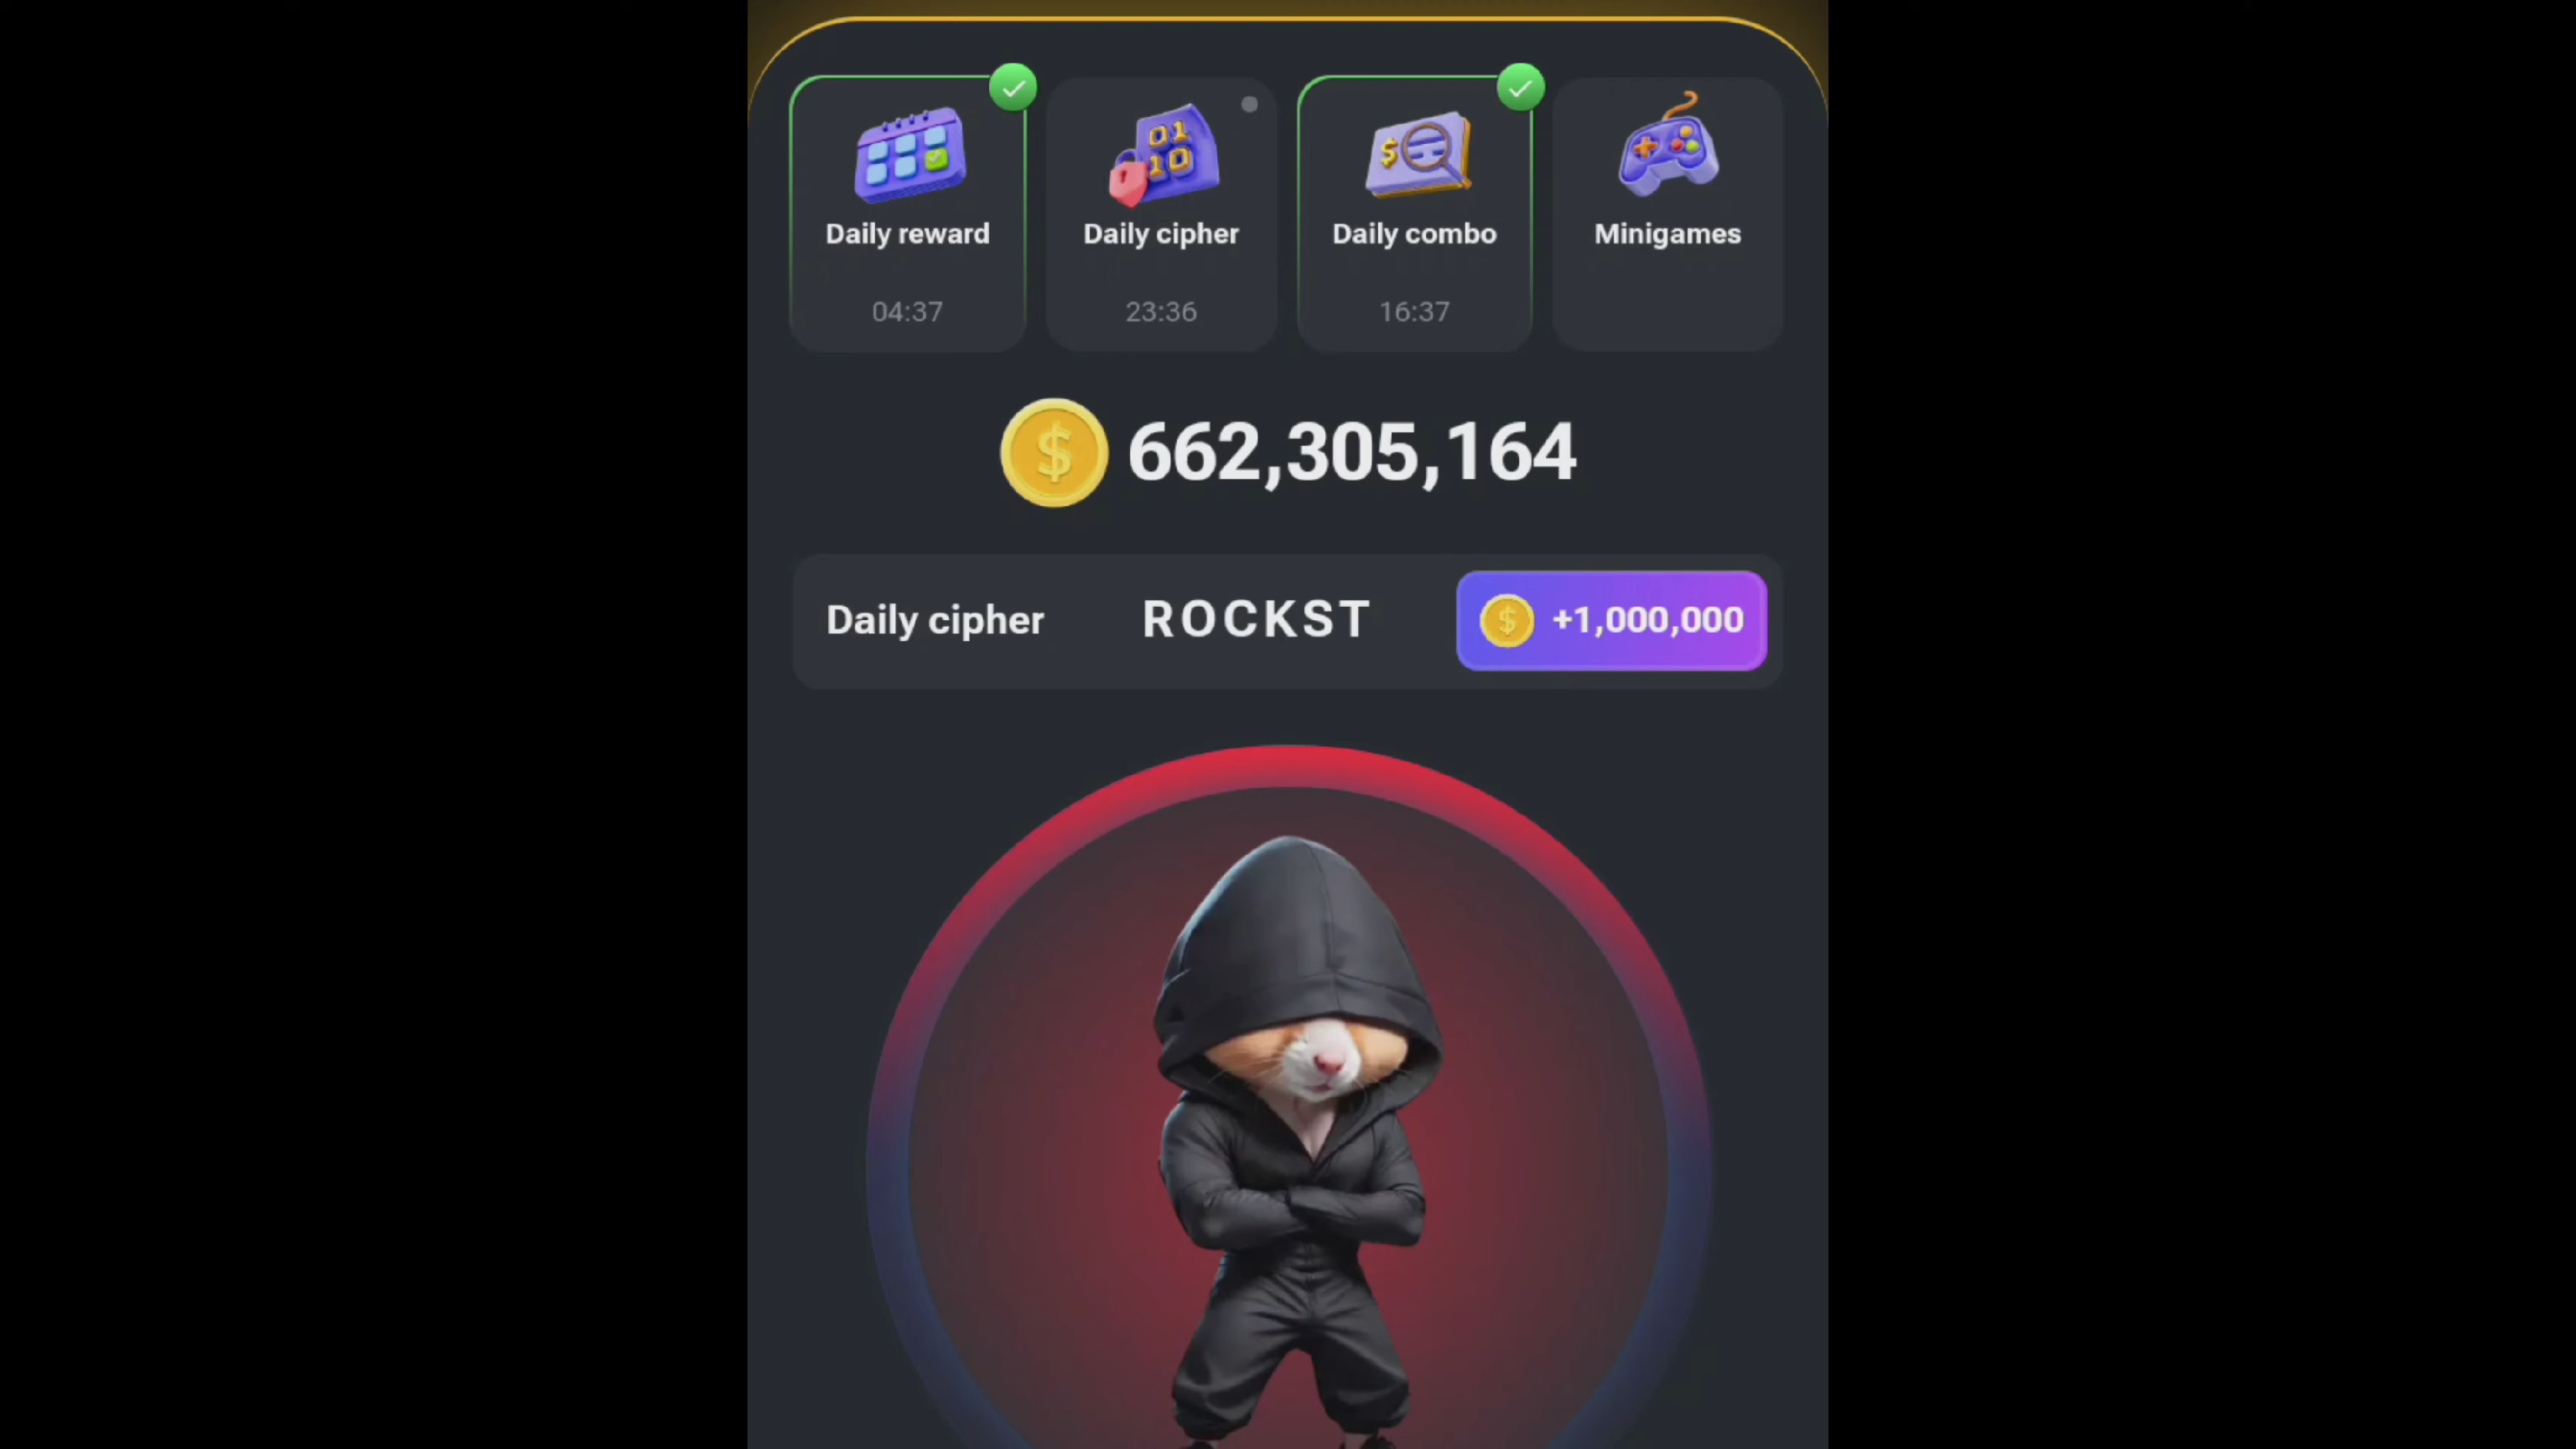 Daily reward
04:37
Daily cipher
23:36
Daily combo
16:37
Minigames
662,305,164
Daily cipher ROCKST +1,000,000